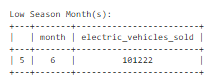 Low Season Month(s):
+---+-------+------------------------+
|   | month | electric_vehicles_sold |
+---+-------+------------------------+
| 5 |   6   |         101222         |
+---+-------+------------------------+